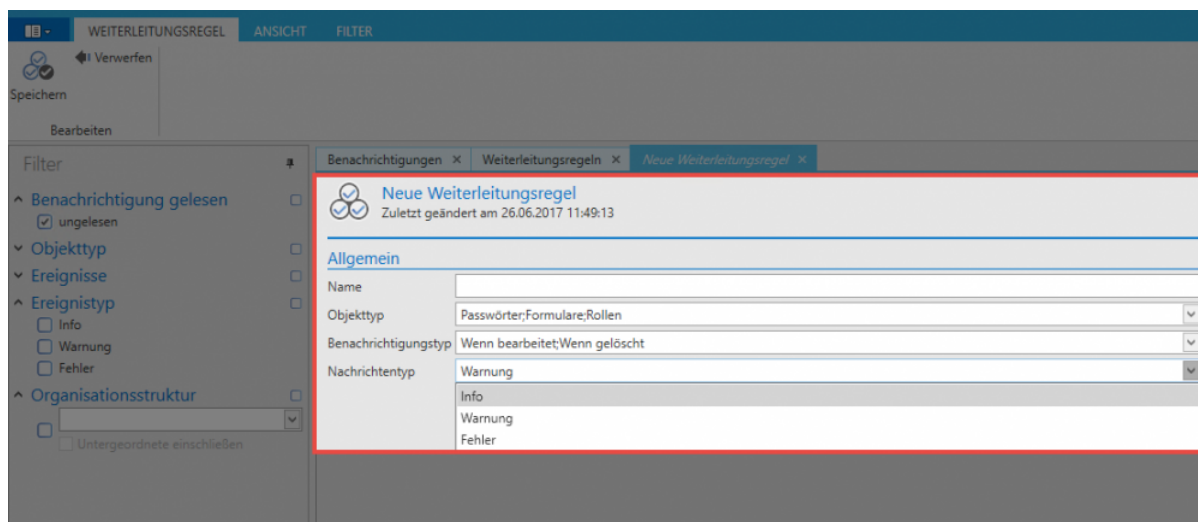 WEITERLEITUNGSREGEL ANSICHT FILTER
Verwerfen
Speichern
Bearbeiten
Filter
Benachrichtigung gelesen
ungelesen
Objekttyp
Ereignisse
Ereignistyp
Info
Warnung
Fehler
Organisationsstruktur
Untergeordnete einschließen
Benachrichtigungen × Weiterleitungsregeln × Neue Weiterleitungsregel ×
Neue Weiterleitungsregel
Zuletzt geändert am 26.06.2017 11:49:13
Allgemein
Name
Objekttyp Passwörter;Formulare;Rollen
Benachrichtigungstyp Wenn bearbeitet;Wenn gelöscht
Nachrichtentyp Warnung
Info
Warnung
Fehler